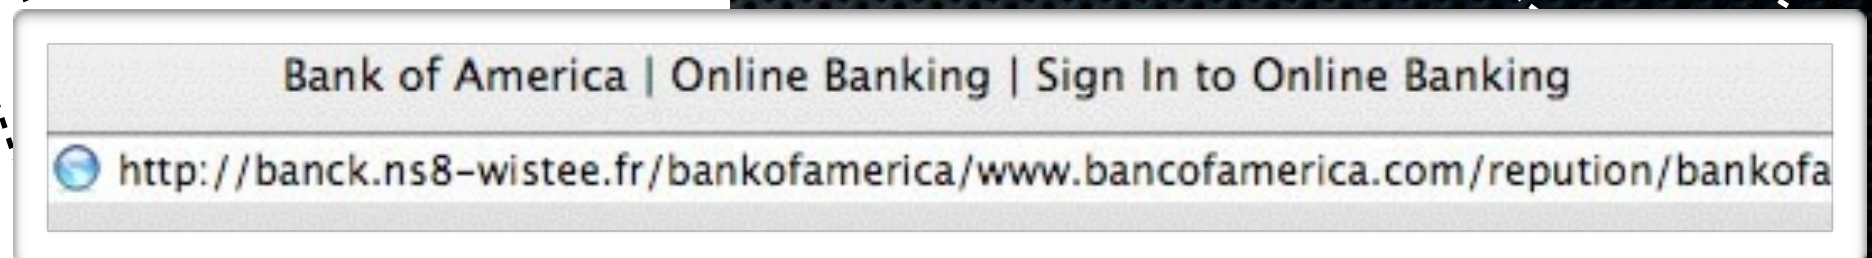 Bank of America | Online Banking | Sign In to Online Banking
http://banck.ns8-wistee.fr/bankofamerica/www.bancofamerica.com/repution/bankofa